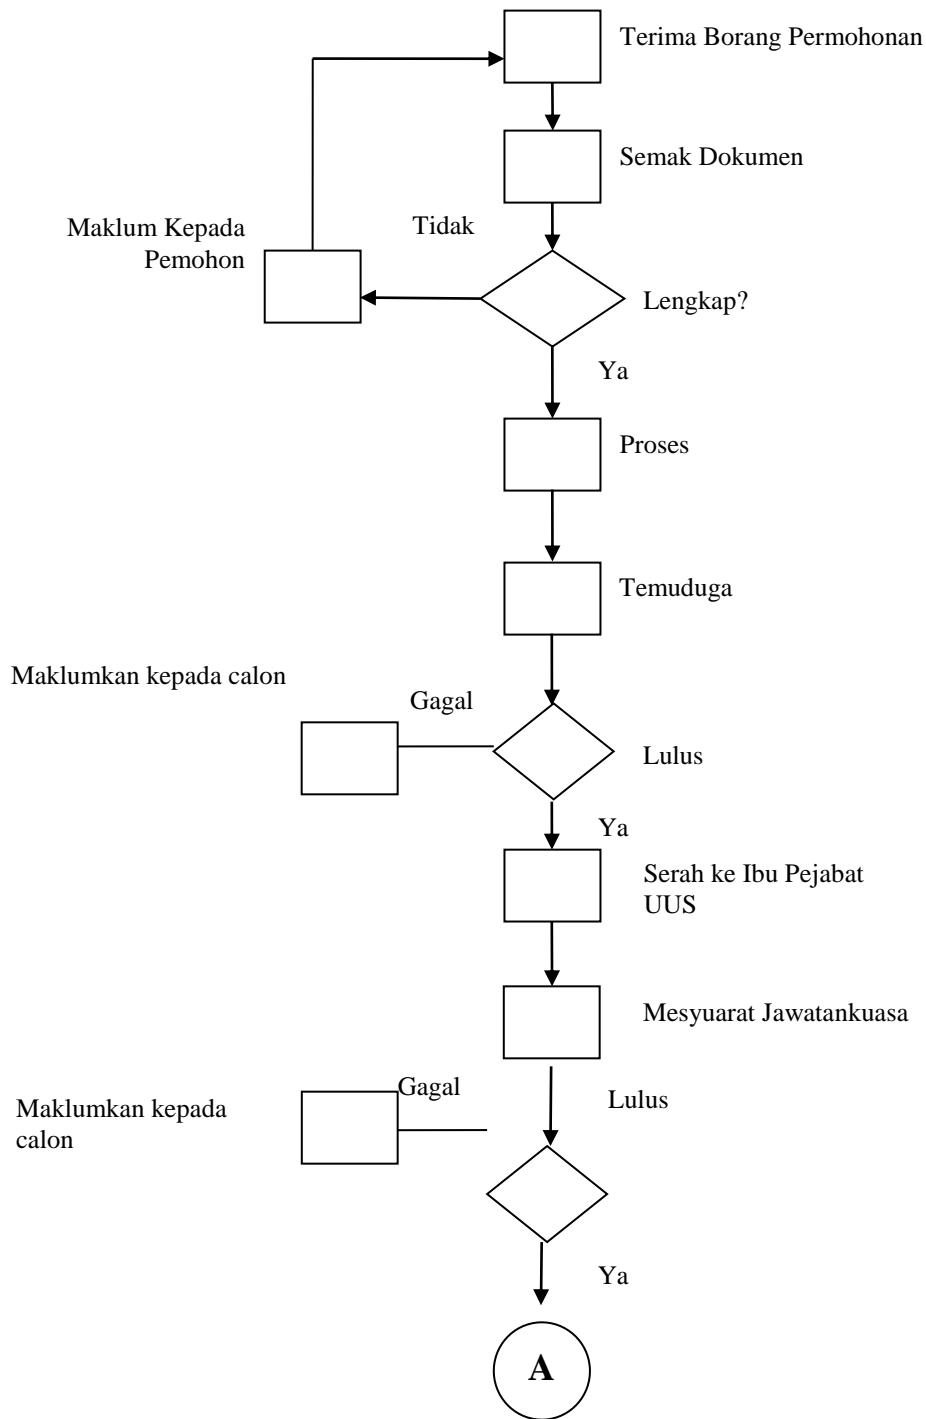 Terima Borang Permohonan
Semak Dokumen
Maklum Kepada
Pemohon
Tidak
Lengkap?
Ya
Proses
Temuduga
Maklumkan kepada calon
Gagal
Lulus
Ya
Serah ke Ibu Pejabat
UUS
Mesyuarat Jawatankuasa
Gagal
Lulus
Maklumkan kepada
calon
Ya
A